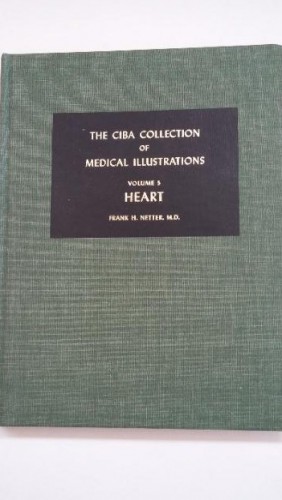 THE CIBA COLLECTION
OF
MEDICAL ILLUSTRATIONS
VOLUME 5
HEART
FRANK H. NETTER, M.D.